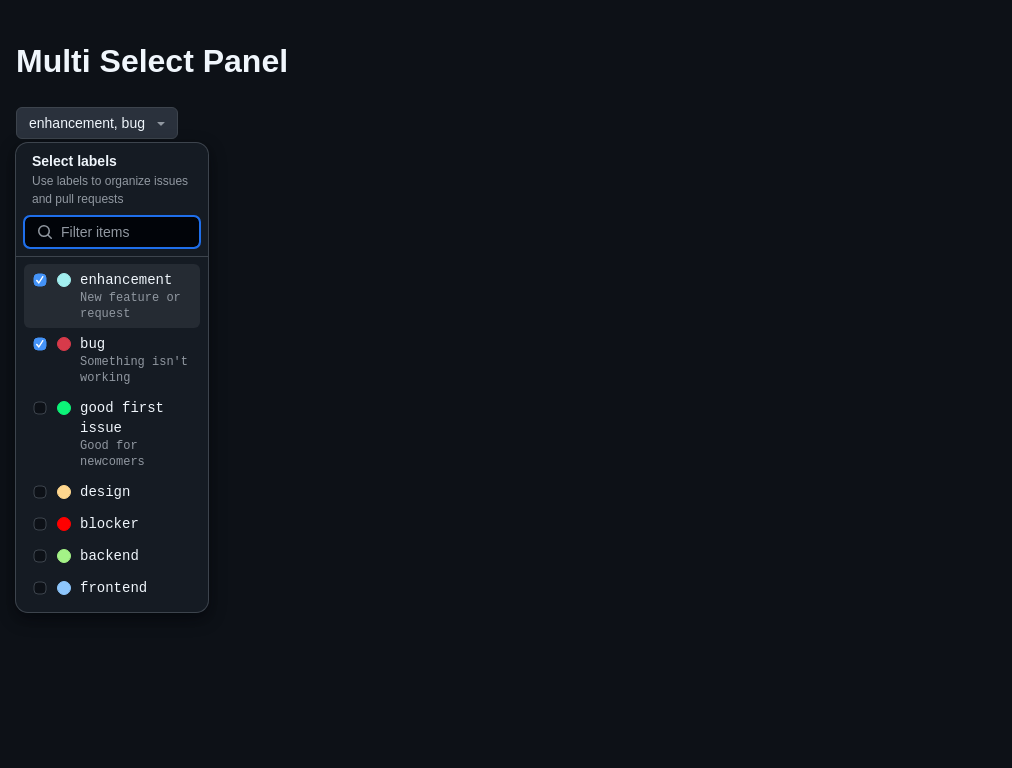 Multi Select Panel
enhancement, bug
Select labels
Use labels to organize issues
and pull requests
Filter items
enhancement
New feature or
request
bug
Something isn't
working
good first
issue
Good for
newcomers
design
blocker
backend
frontend